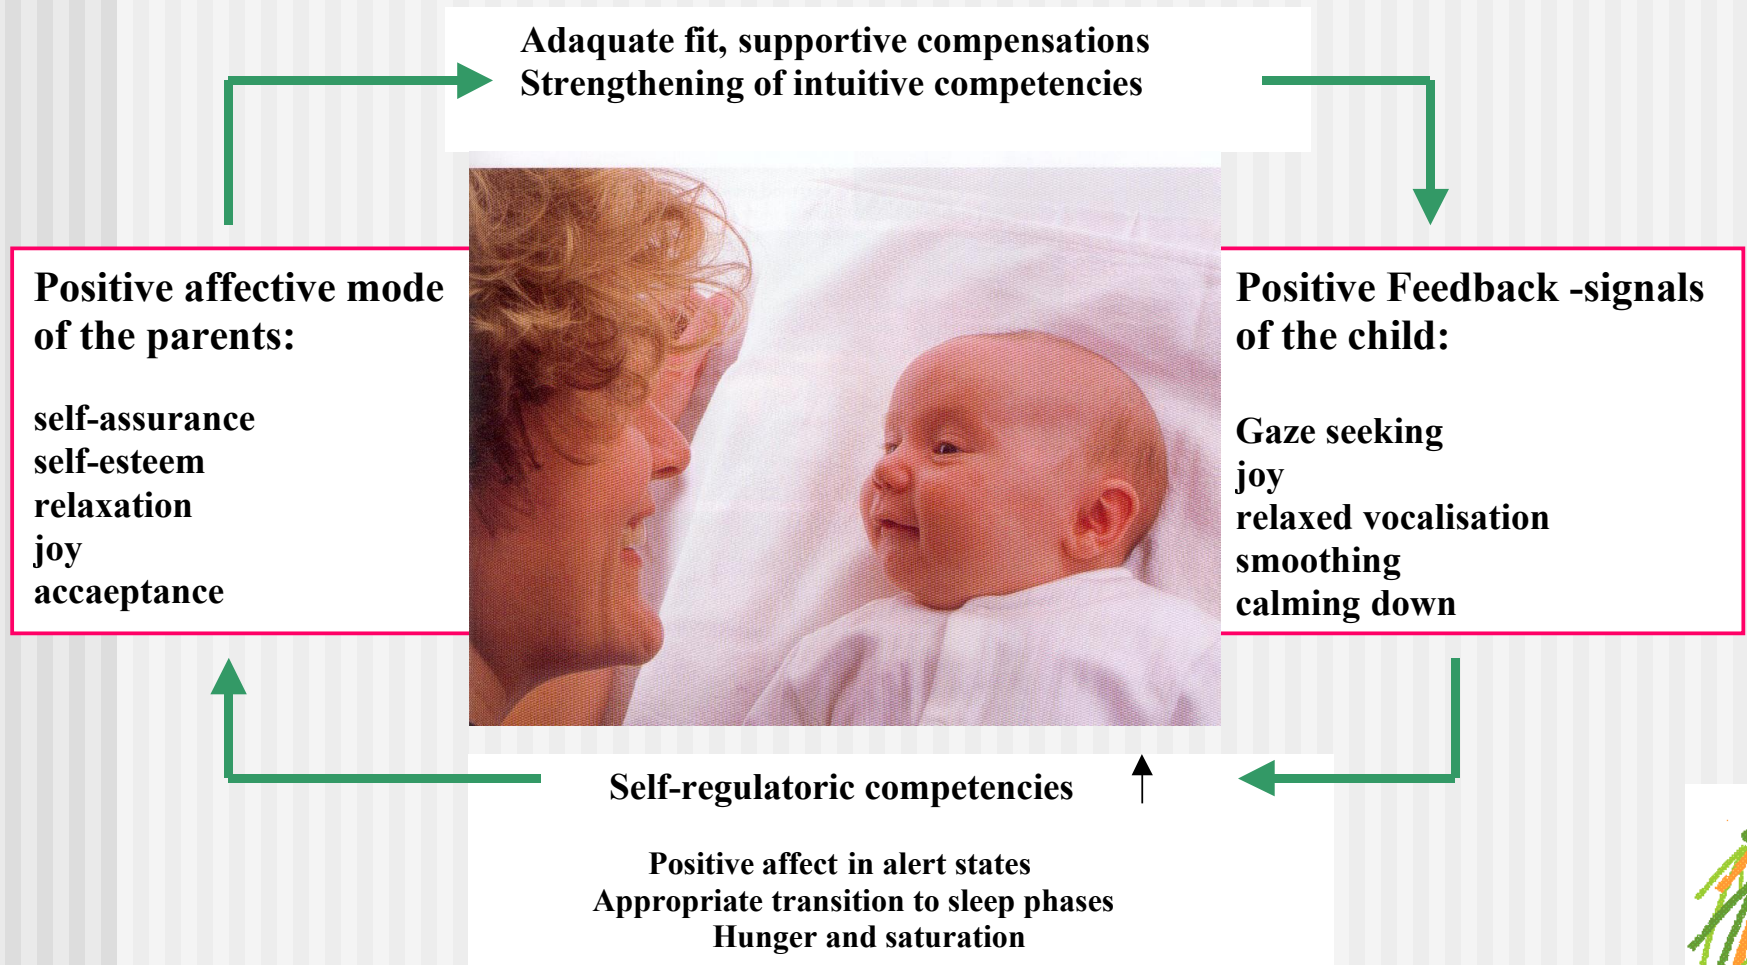 Adaquate fit, supportive compensations
Strengthening of intuitive competencies
Positive affective mode
of the parents:
self-assurance
self-esteem
relaxation
joy
accaeptance
Positive Feedback -signals
of the child:
Gaze seeking
joy
relaxed vocalisation
smoothing
calming down
Self-regulatoric competencies
Positive affect in alert states
Appropriate transition to sleep phases
Hunger and saturation